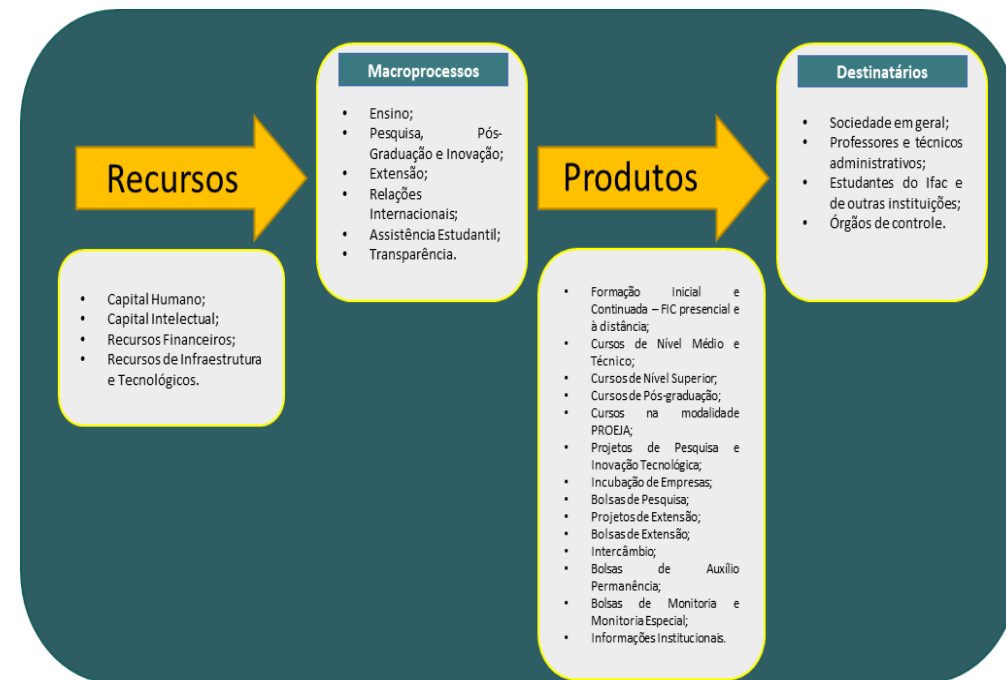 Recursos
• Capital Humano;
• Capital Intelectual;
• Recursos Financeiros;
• Recursos de Infraestrutura
e Tecnológicos.
Macroprocessos
• Ensino;
• Pesquisa, Pós-
Graduação e Inovação;
• Extensão;
• Relações
Internacionais;
• Assistência Estudantil;
• Transparência.
Produtos
• Formação Inicial e
Continuada – FIC presencial e
à distância;
• Cursos de Nível Médio e
Técnico;
• Cursos de Nível Superior;
• Cursos de Pós-graduação;
• Cursos na modalidade
PROEJA;
• Projetos de Pesquisa e
Inovação Tecnológica;
• Incubação de Empresas;
• Bolsas de Pesquisa;
• Projetos de Extensão;
• Bolsas de Extensão;
• Intercâmbio;
• Bolsas de Auxílio
Permanência;
• Bolsas de Monitoria e
Monitoria Especial;
• Informações Institucionais.
Destinatários
• Sociedade em geral;
• Professores e técnicos
administrativos;
• Estudantes do Ifac e
de outras instituições;
• Órgãos de controle.